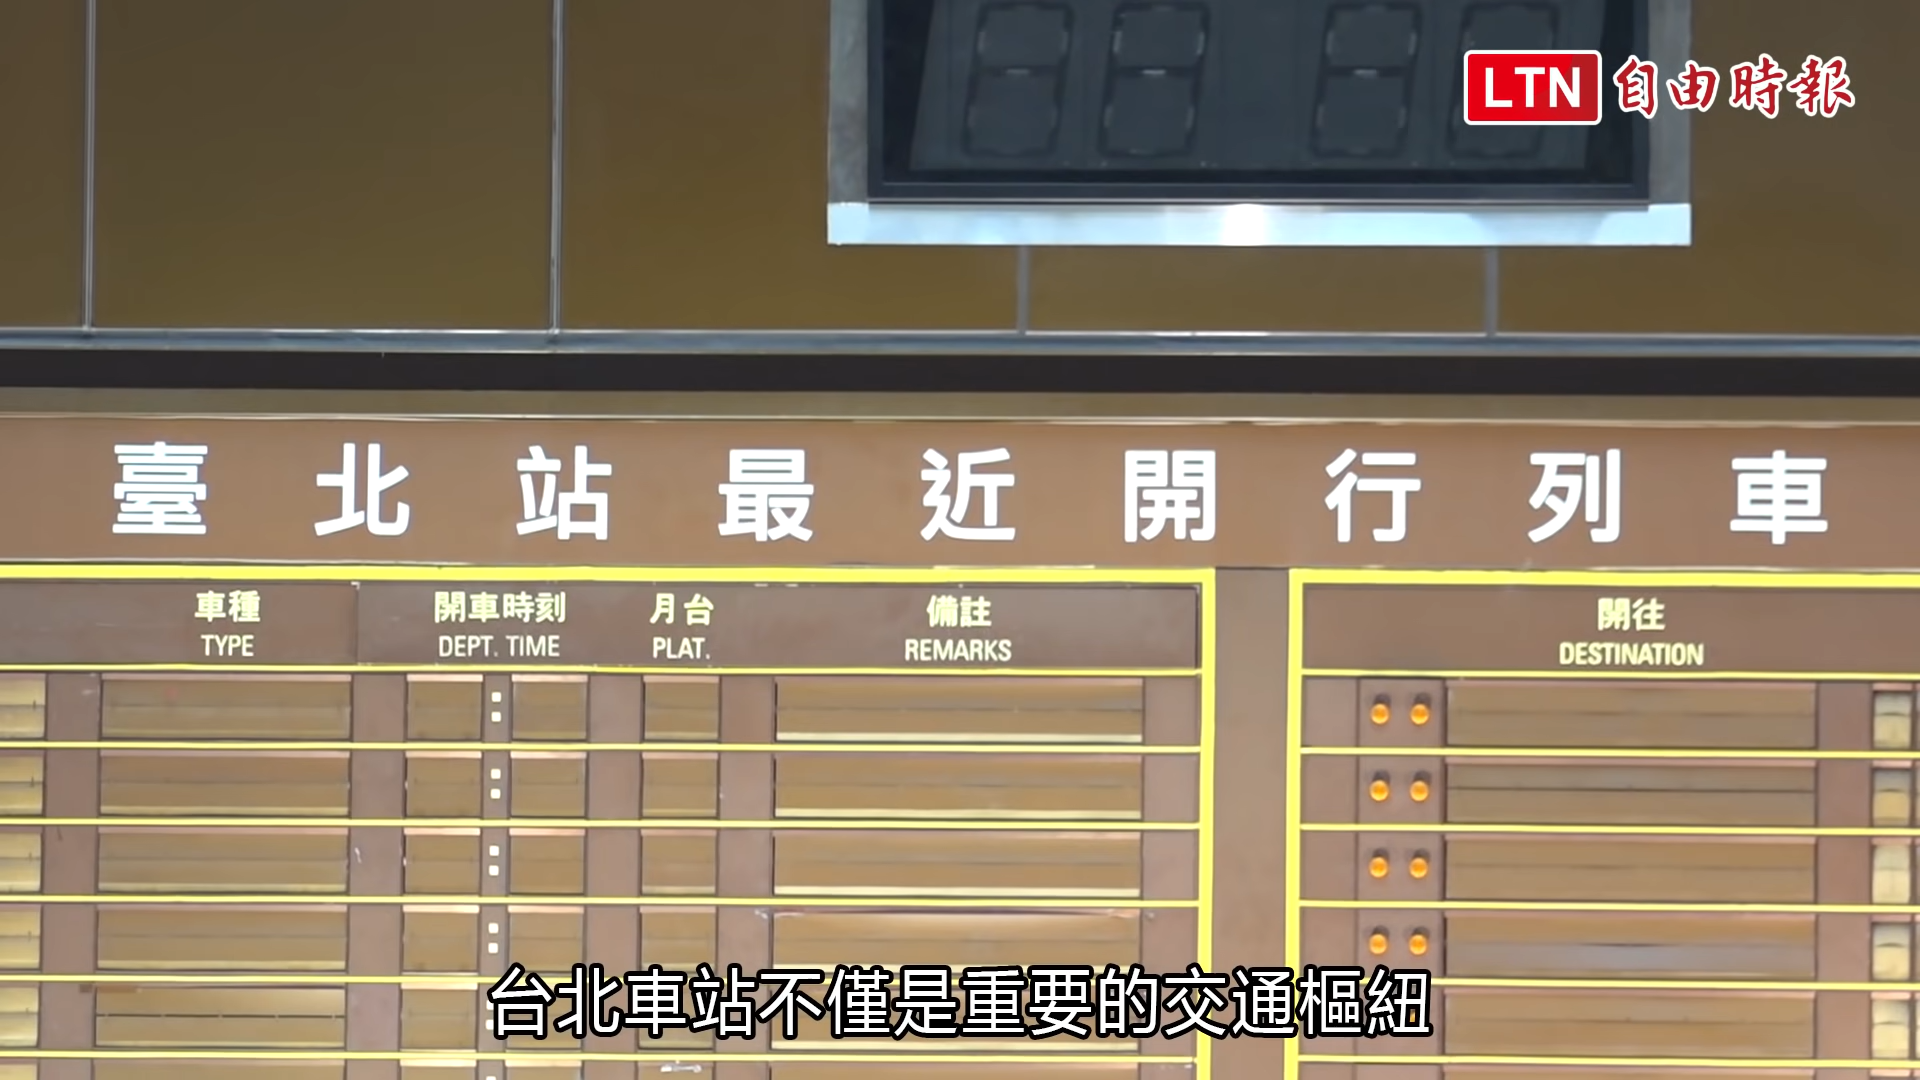 LTN 自由時報
臺北站最近開行列車
車種 開車時刻 月台 備註 開往
TYPE DEPT. TIME PLAT. REMARKS DESTINATION
台北車站不僅是重要的交通樞紐